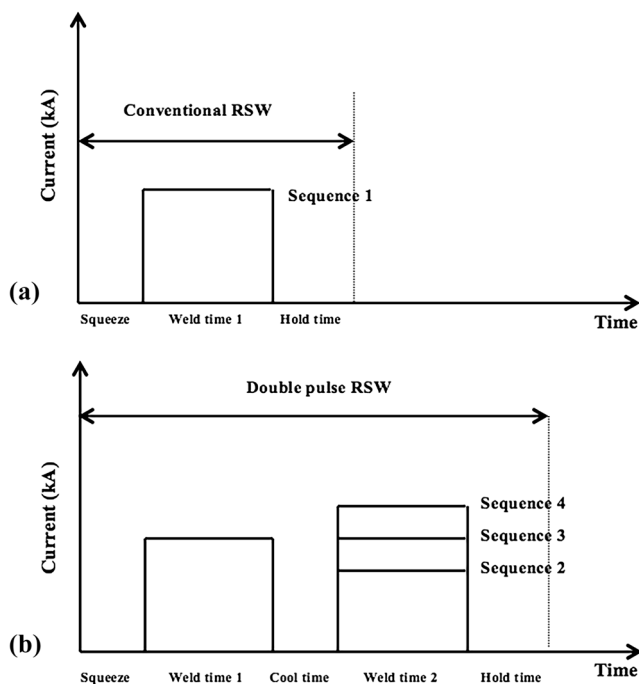 Current (kA)
Conventional RSW
Sequence 1
(a)
Squeeze Weld time 1 Hold time
Time
Current (kA)
Double pulse RSW
Sequence 4
Sequence 3
Sequence 2
(b)
Squeeze Weld time 1 Cool time Weld time 2 Hold time
Time